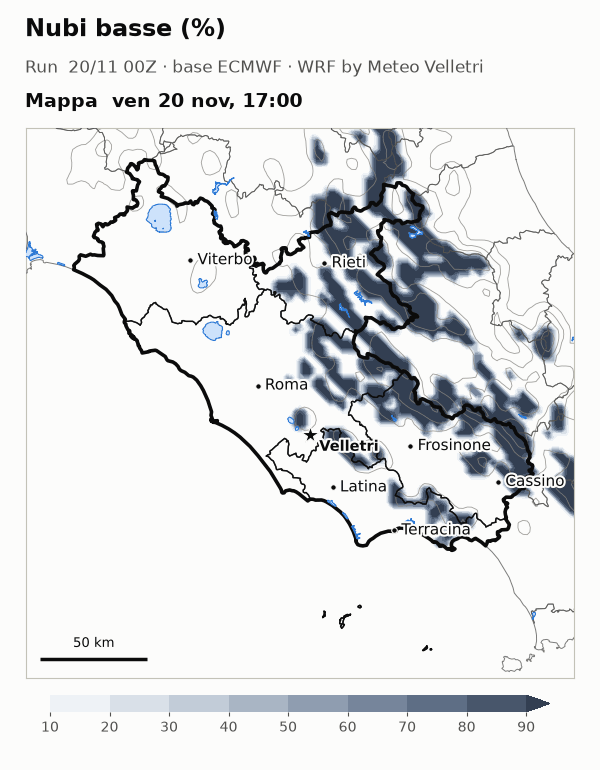 Nubi basse (%)
Run  20/11 00Z · base ECMWF · WRF by Meteo Velletri
Mappa  ven 20 nov, 17:00
Viterbo
Rieti
Roma
Velletri
Frosinone
Cassino
Latina
Terracina
50 km
10 20 30 40 50 60 70 80 90